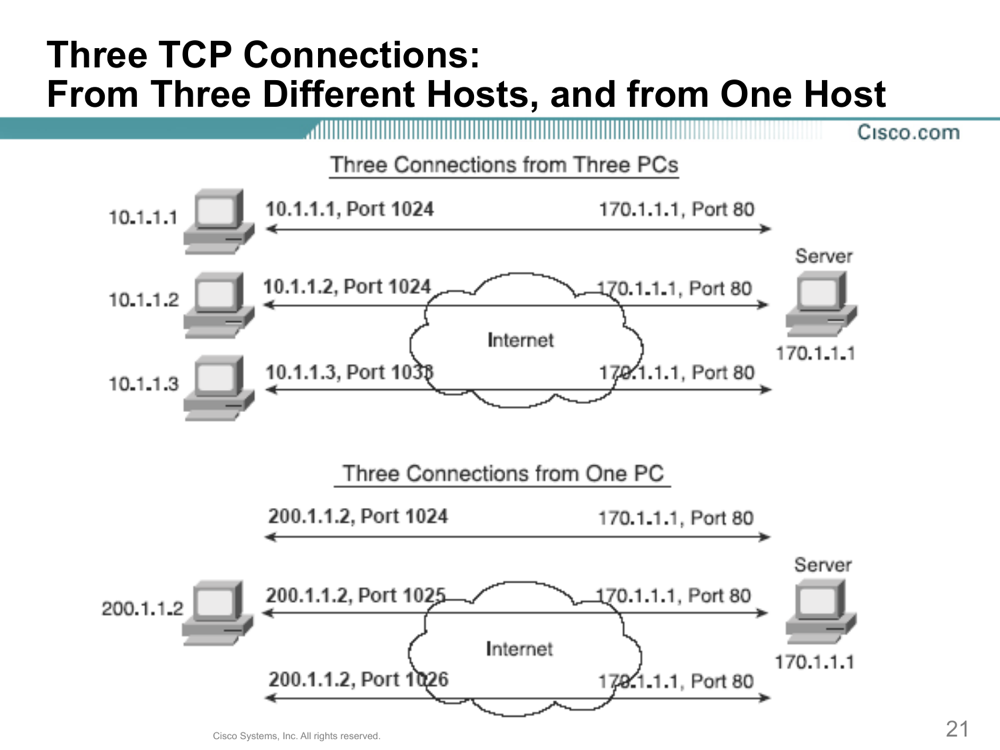 Three TCP Connections:
From Three Different Hosts, and from One Host
Cisco.com
Three Connections from Three PCs
10.1.1.1
10.1.1.1, Port 1024
170.1.1.1, Port 80
Server
10.1.1.2
10.1.1.2, Port 1024
170.1.1.1, Port 80
Internet
170.1.1.1
10.1.1.3
10.1.1.3, Port 1033
170.1.1.1, Port 80
Three Connections from One PC
200.1.1.2, Port 1024
170.1.1.1, Port 80
Server
200.1.1.2
200.1.1.2, Port 1025
170.1.1.1, Port 80
Internet
170.1.1.1
200.1.1.2, Port 1026
170.1.1.1, Port 80
Cisco Systems, Inc. All rights reserved.
21